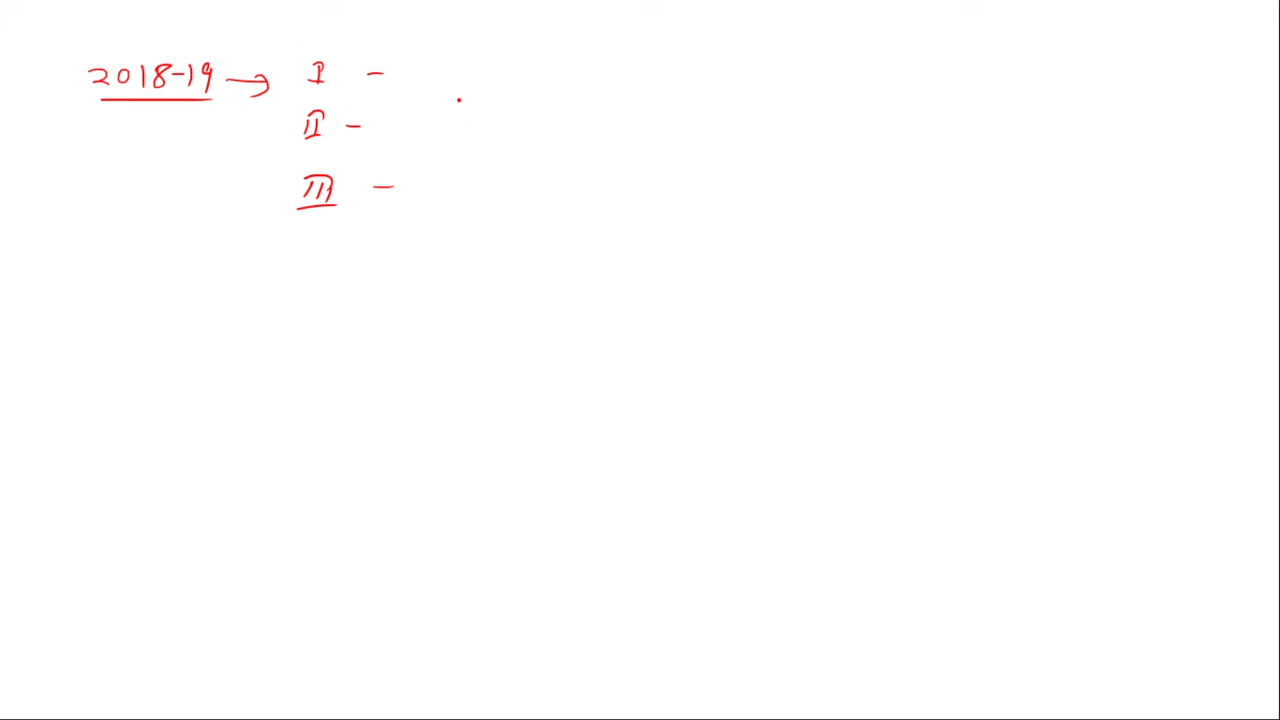 2018-19 → I -
II -
III -